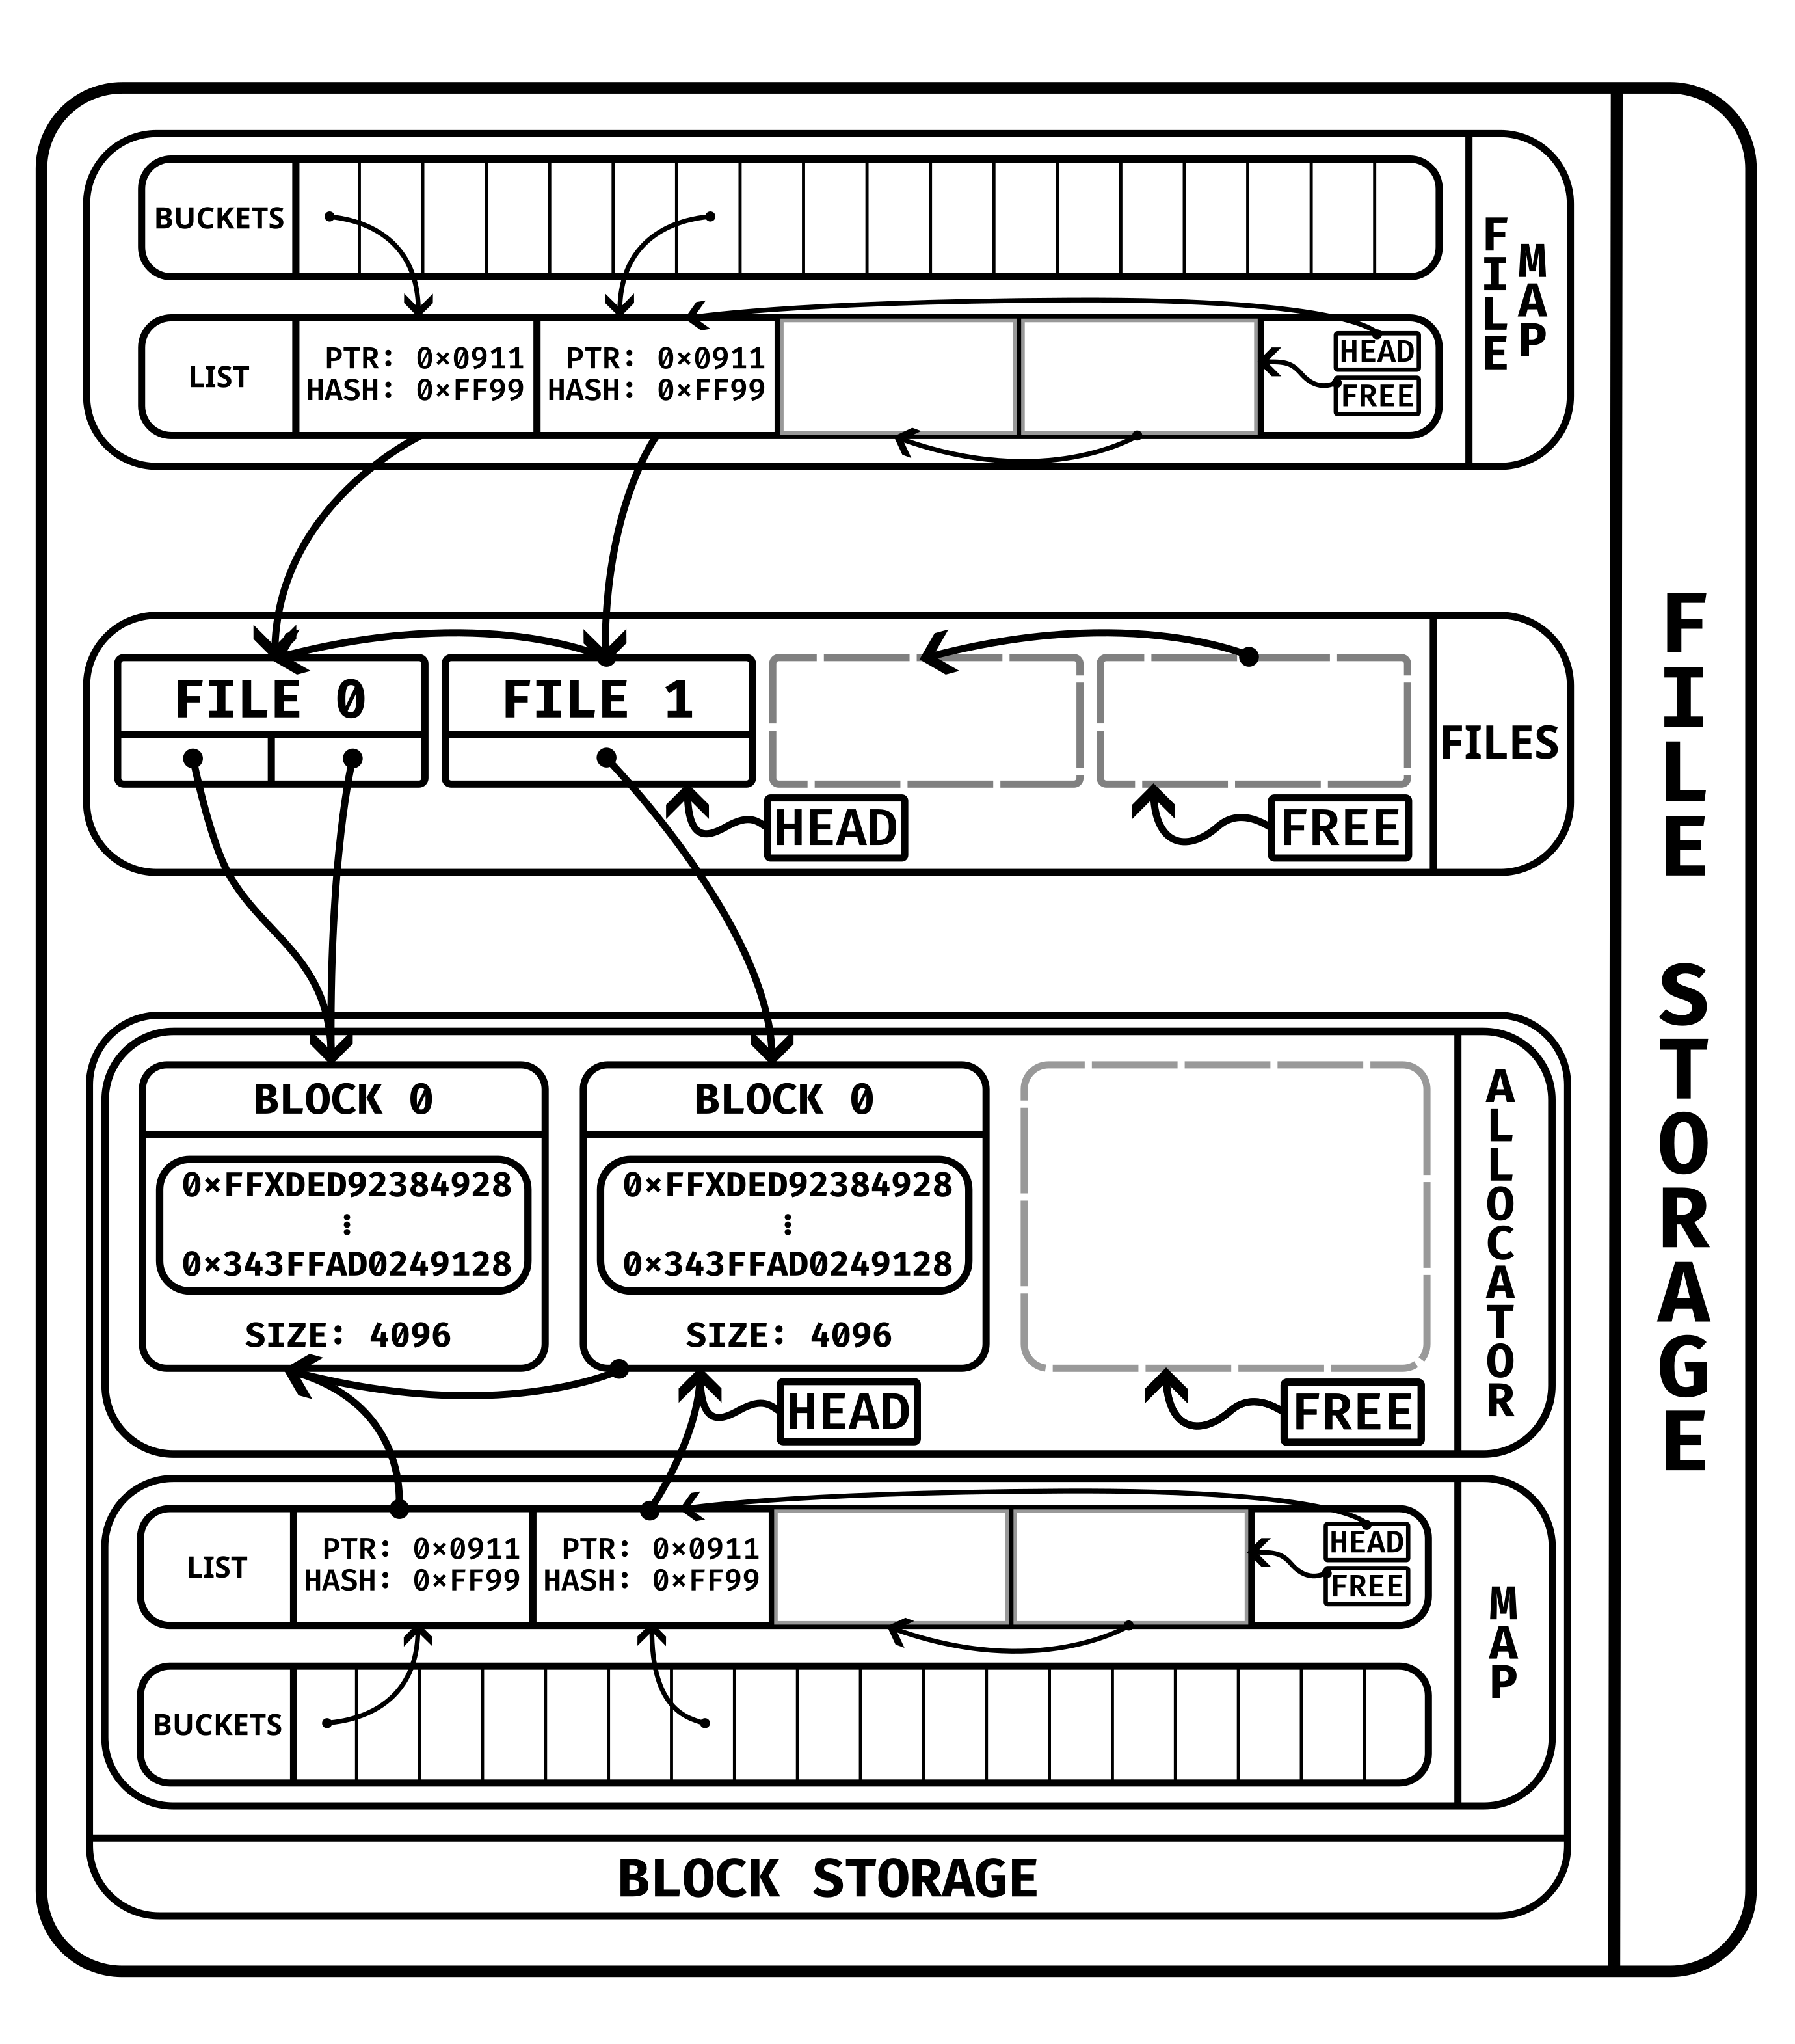 BUCKETS
LIST
PTR: 0×0911
HASH: 0×FF99
PTR: 0×0911
HASH: 0×FF99
HEAD
FREE
FILE
MAP
FILE 0
FILE 1
HEAD
FREE
FILES
BLOCK 0
0×FFXDED92384928
⋮
0×343FFAD0249128
SIZE: 4096
BLOCK 0
0×FFXDED92384928
⋮
0×343FFAD0249128
SIZE: 4096
HEAD
FREE
ALLOCATOR
LIST
PTR: 0×0911
HASH: 0×FF99
PTR: 0×0911
HASH: 0×FF99
HEAD
FREE
BUCKETS
MAP
BLOCK STORAGE
FILE STORAGE